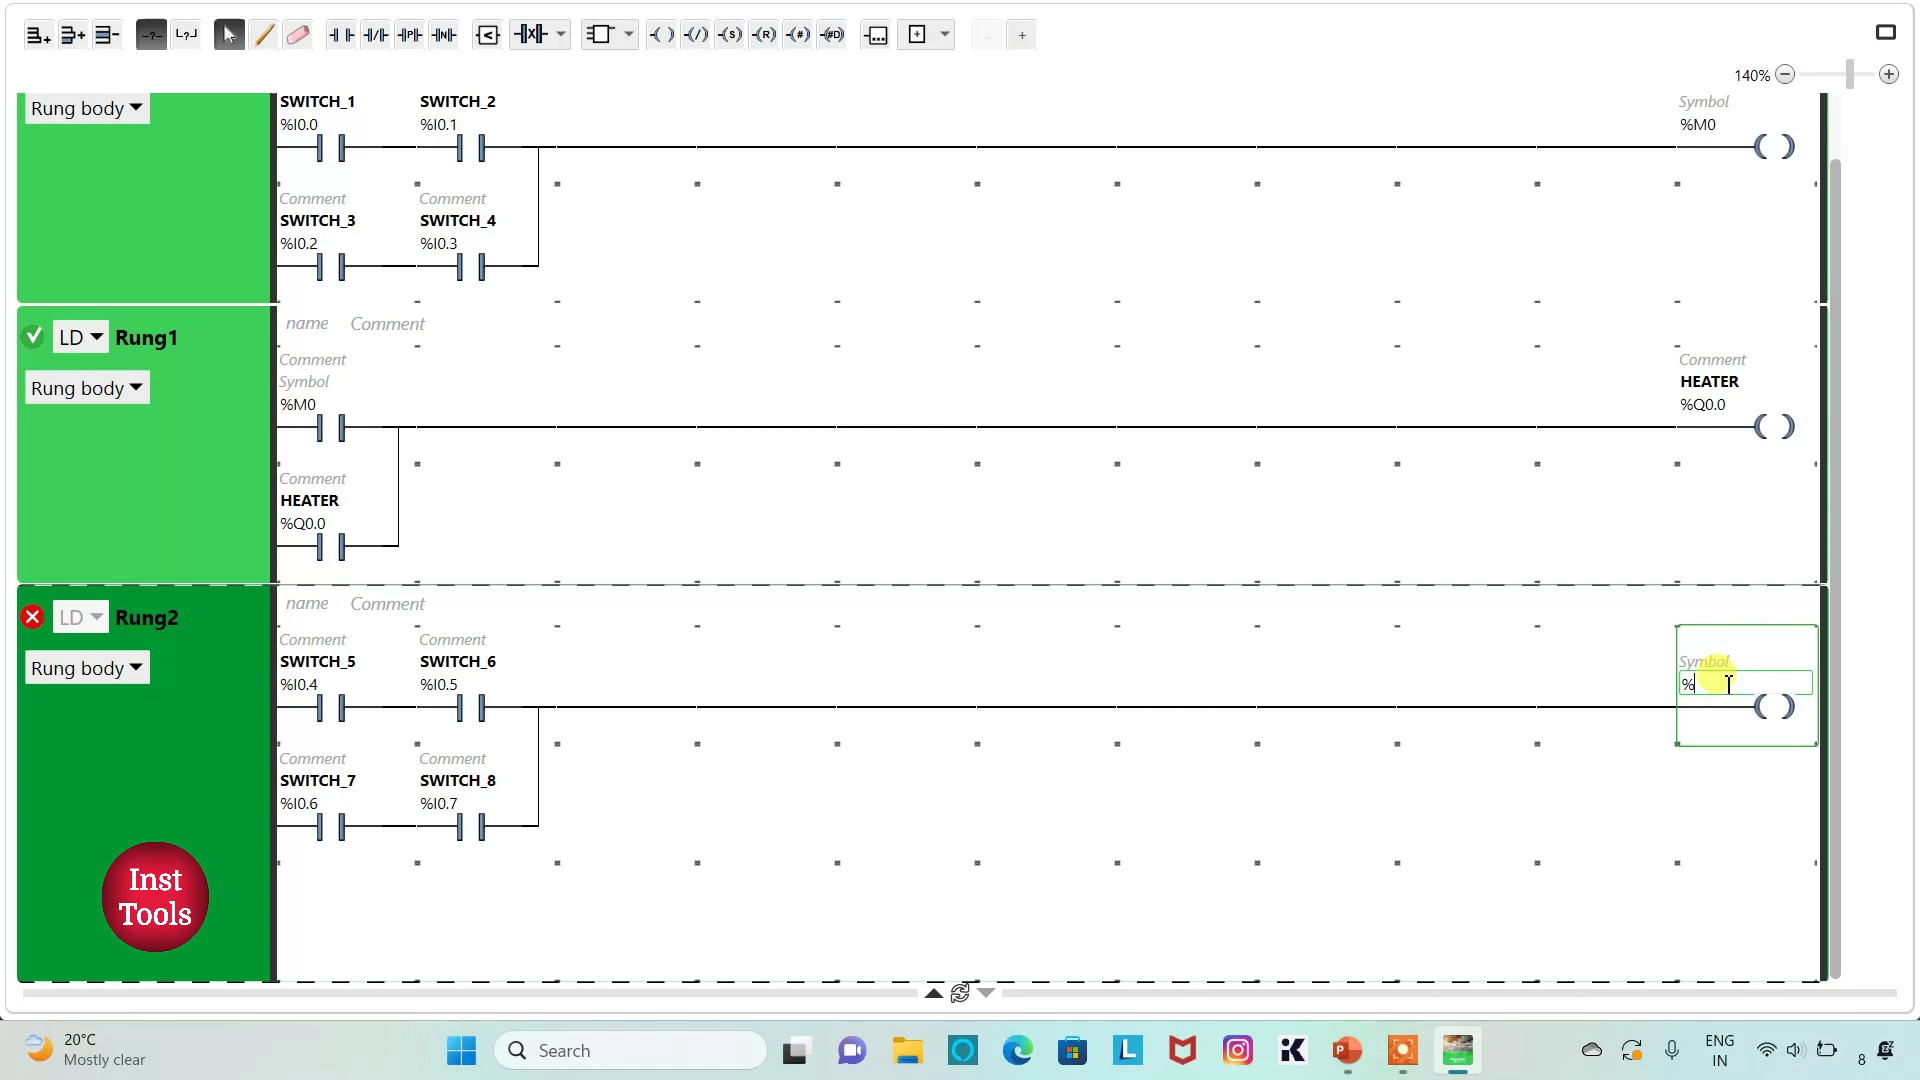 140%
Rung body
SWITCH_1 SWITCH_2 Symbol
%I0.0 %I0.1 %M0
Comment Comment
SWITCH_3 SWITCH_4
%I0.2 %I0.3
LD Rung1 name Comment
Rung body
Comment Comment
Symbol HEATER
%M0 %Q0.0
Comment
HEATER
%Q0.0
LD Rung2 name Comment
Rung body
Comment Comment
SWITCH_5 SWITCH_6 Symbol
%I0.4 %I0.5 %
Comment Comment
SWITCH_7 SWITCH_8
%I0.6 %I0.7
Inst
Tools
20°C
Mostly clear
Search
ENG
IN
8